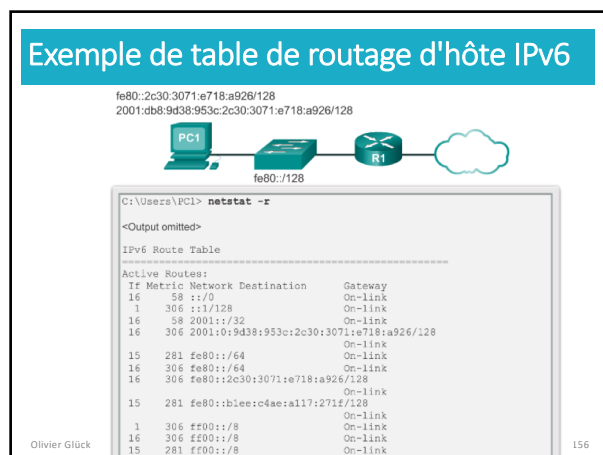 Exemple de table de routage d'hôte IPv6
fe80::2c30:3071:e718:a926/128
2001:db8:9d38:953c:2c30:3071:e718:a926/128
PC1
R1
fe80::/128
C:\Users\PC1> netstat -r
<Output omitted>
IPv6 Route Table
===================================================
Active Routes:
If Metric Network Destination Gateway
16 58 ::/0 On-link
1 306 ::1/128 On-link
16 58 2001::/32 On-link
16 306 2001:0:9d38:953c:2c30:3071:e718:a926/128
On-link
15 281 fe80::/64 On-link
16 306 fe80::/64 On-link
16 306 fe80::2c30:3071:e718:a926/128
On-link
15 281 fe80::b1ee:c4ae:a117:271f/128
On-link
1 306 ff00::/8 On-link
16 306 ff00::/8 On-link
15 281 ff00::/8 On-link
Olivier Glück
156